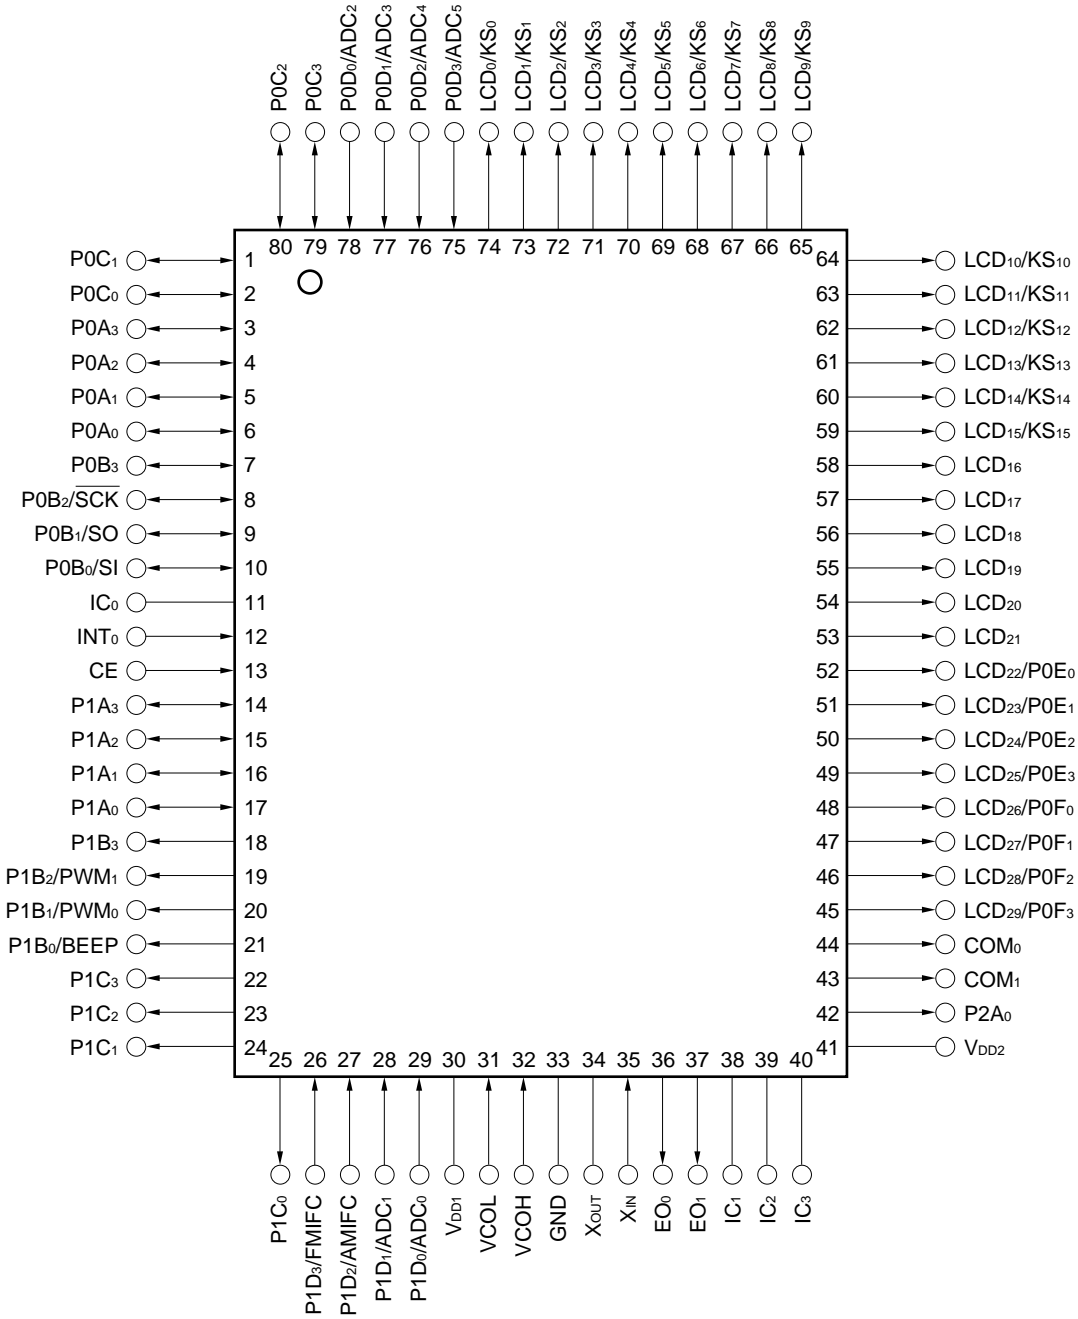 P0C2
P0C3
P0D0/ADC2
P0D1/ADC3
P0D2/ADC4
P0D3/ADC5
LCD0/KS0
LCD1/KS1
LCD2/KS2
LCD3/KS3
LCD4/KS4
LCD5/KS5
LCD6/KS6
LCD7/KS7
LCD8/KS8
LCD9/KS9
80 79 78 77 76 75 74 73 72 71 70 69 68 67 66 65
P0C1 1 64 LCD10/KS10
P0C0 2 63 LCD11/KS11
P0A3 3 62 LCD12/KS12
P0A2 4 61 LCD13/KS13
P0A1 5 60 LCD14/KS14
P0A0 6 59 LCD15/KS15
P0B3 7 58 LCD16
P0B2/S̅C̅K̅ 8 57 LCD17
P0B1/SO 9 56 LCD18
P0B0/SI 10 55 LCD19
IC0 11 54 LCD20
INT0 12 53 LCD21
CE 13 52 LCD22/P0E0
P1A3 14 51 LCD23/P0E1
P1A2 15 50 LCD24/P0E2
P1A1 16 49 LCD25/P0E3
P1A0 17 48 LCD26/P0F0
P1B3 18 47 LCD27/P0F1
P1B2/PWM1 19 46 LCD28/P0F2
P1B1/PWM0 20 45 LCD29/P0F3
P1B0/BEEP 21 44 COM0
P1C3 22 43 COM1
P1C2 23 42 P2A0
P1C1 24 41 VDD2
25 26 27 28 29 30 31 32 33 34 35 36 37 38 39 40
P1C0
P1D3/FMIFC
P1D2/AMIFC
P1D1/ADC1
P1D0/ADC0
VDD1
VCOL
VCOH
GND
XOUT
XIN
EO0
EO1
IC1
IC2
IC3